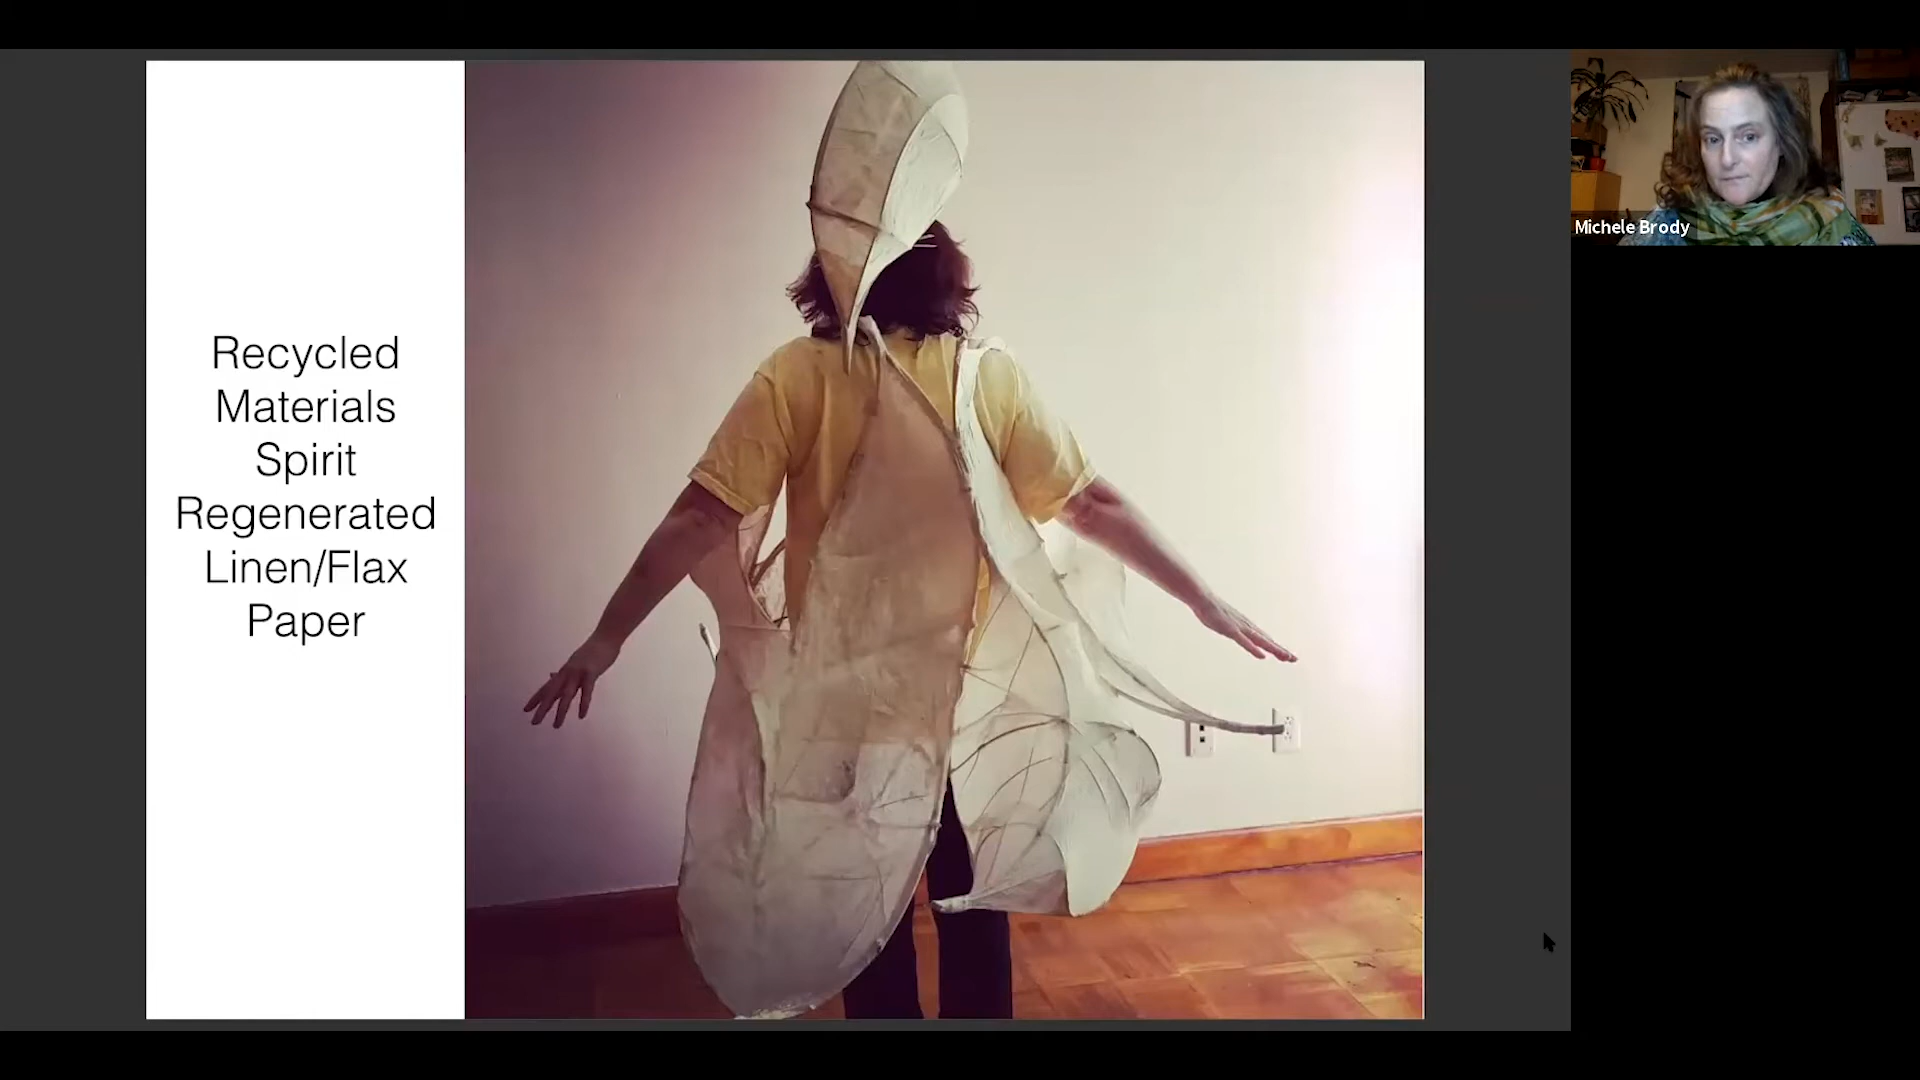 Recycled
Materials
Spirit
Regenerated
Linen/Flax
Paper
Michele Brody